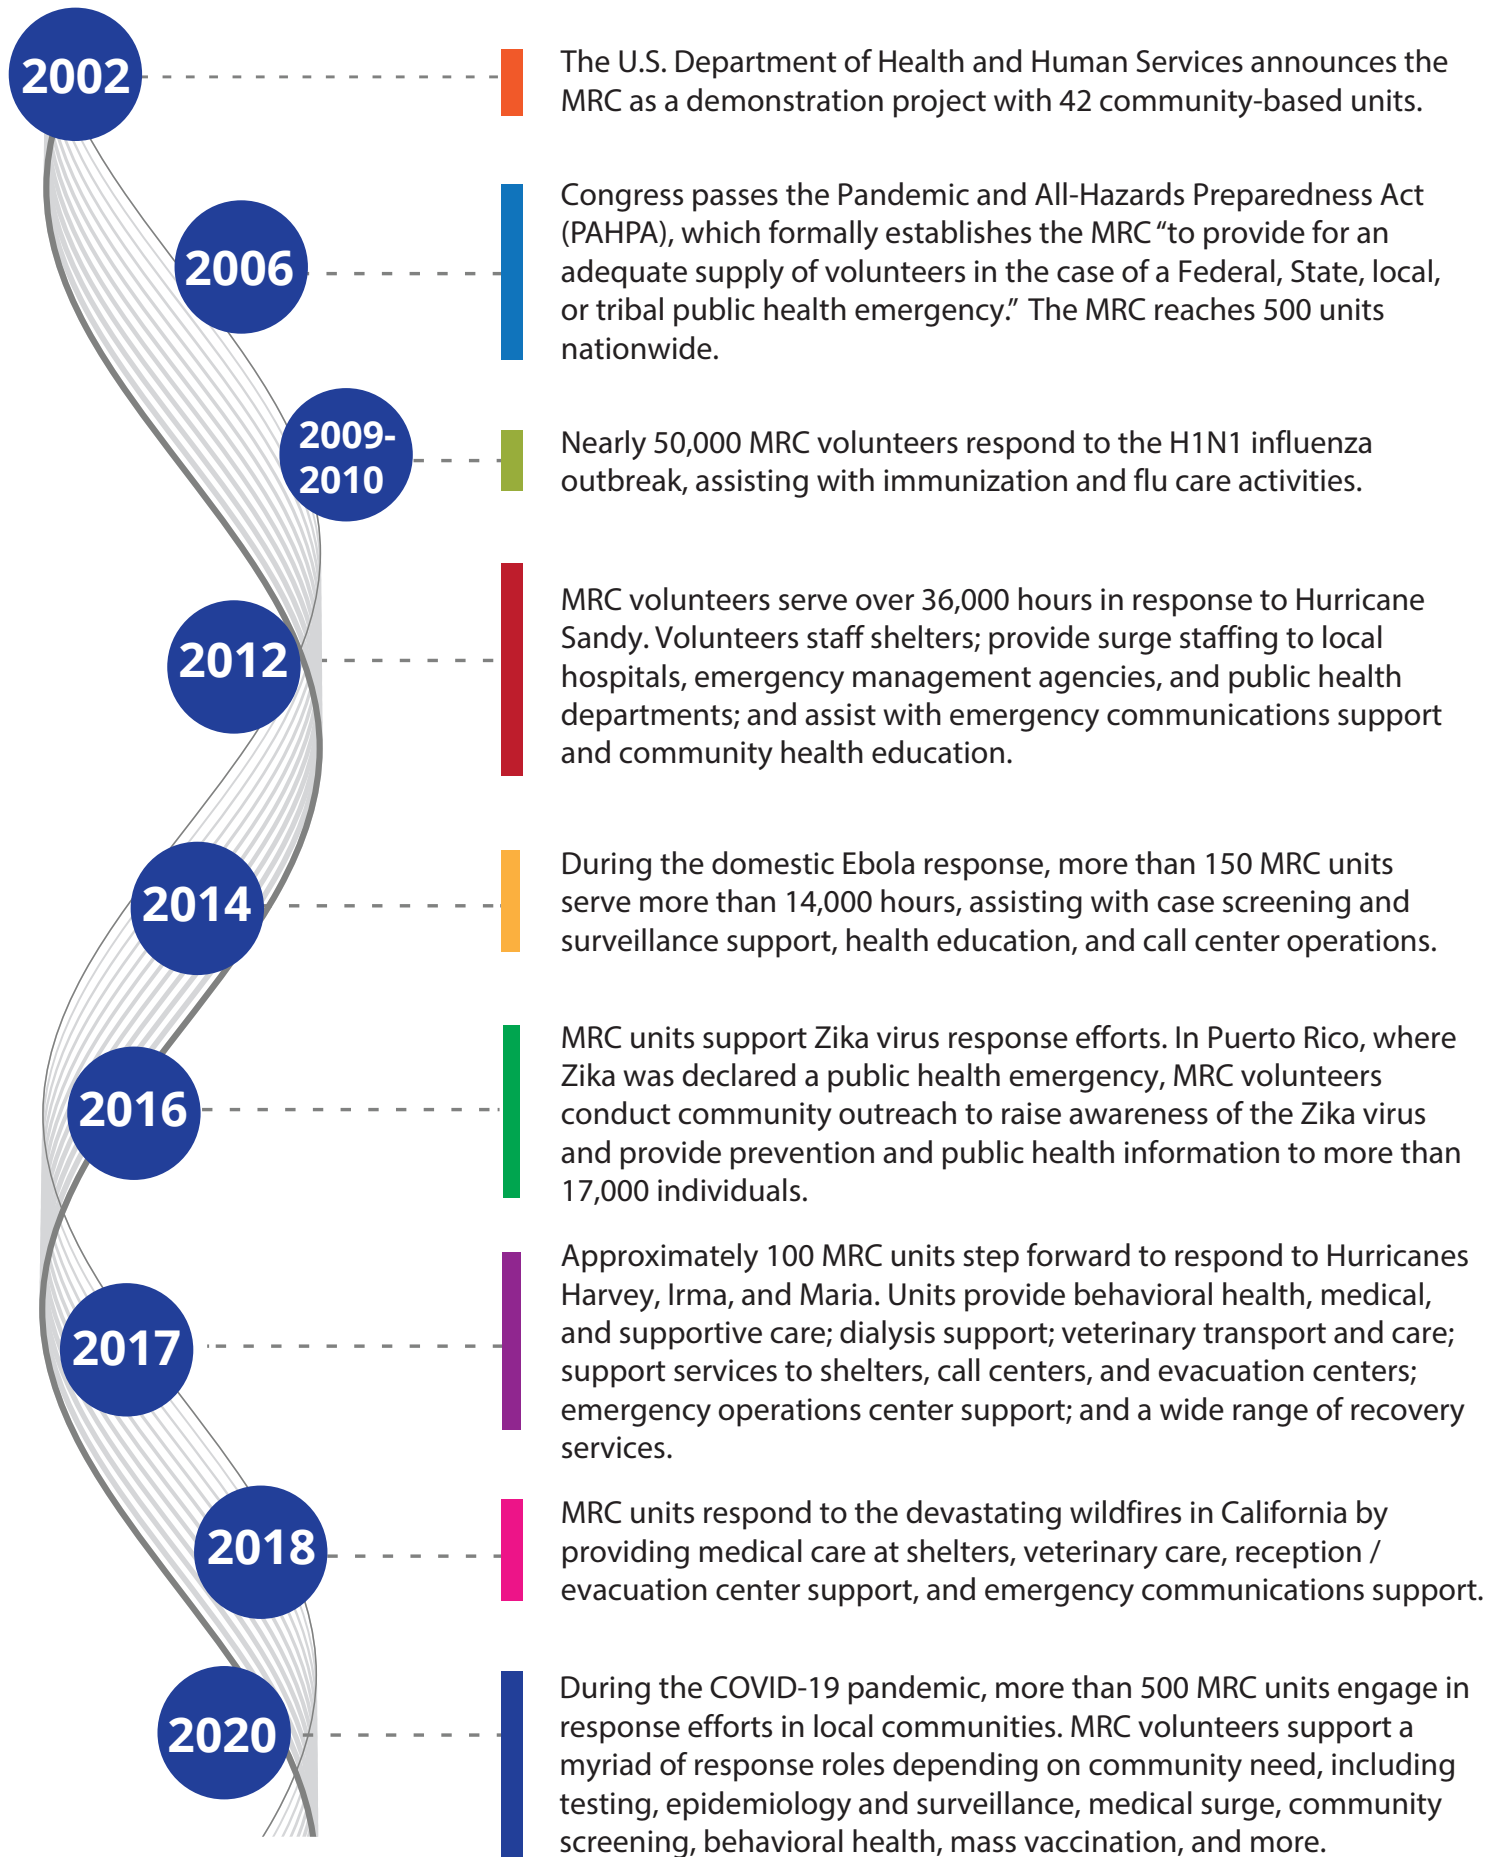 2002
The U.S. Department of Health and Human Services announces the
MRC as a demonstration project with 42 community-based units.
2006
Congress passes the Pandemic and All-Hazards Preparedness Act
(PAHPA), which formally establishes the MRC “to provide for an
adequate supply of volunteers in the case of a Federal, State, local,
or tribal public health emergency.” The MRC reaches 500 units
nationwide.
2009-
2010
Nearly 50,000 MRC volunteers respond to the H1N1 influenza
outbreak, assisting with immunization and flu care activities.
2012
MRC volunteers serve over 36,000 hours in response to Hurricane
Sandy. Volunteers staff shelters; provide surge staffing to local
hospitals, emergency management agencies, and public health
departments; and assist with emergency communications support
and community health education.
2014
During the domestic Ebola response, more than 150 MRC units
serve more than 14,000 hours, assisting with case screening and
surveillance support, health education, and call center operations.
2016
MRC units support Zika virus response efforts. In Puerto Rico, where
Zika was declared a public health emergency, MRC volunteers
conduct community outreach to raise awareness of the Zika virus
and provide prevention and public health information to more than
17,000 individuals.
2017
Approximately 100 MRC units step forward to respond to Hurricanes
Harvey, Irma, and Maria. Units provide behavioral health, medical,
and supportive care; dialysis support; veterinary transport and care;
support services to shelters, call centers, and evacuation centers;
emergency operations center support; and a wide range of recovery
services.
2018
MRC units respond to the devastating wildfires in California by
providing medical care at shelters, veterinary care, reception /
evacuation center support, and emergency communications support.
2020
During the COVID-19 pandemic, more than 500 MRC units engage in
response efforts in local communities. MRC volunteers support a
myriad of response roles depending on community need, including
testing, epidemiology and surveillance, medical surge, community
screening, behavioral health, mass vaccination, and more.